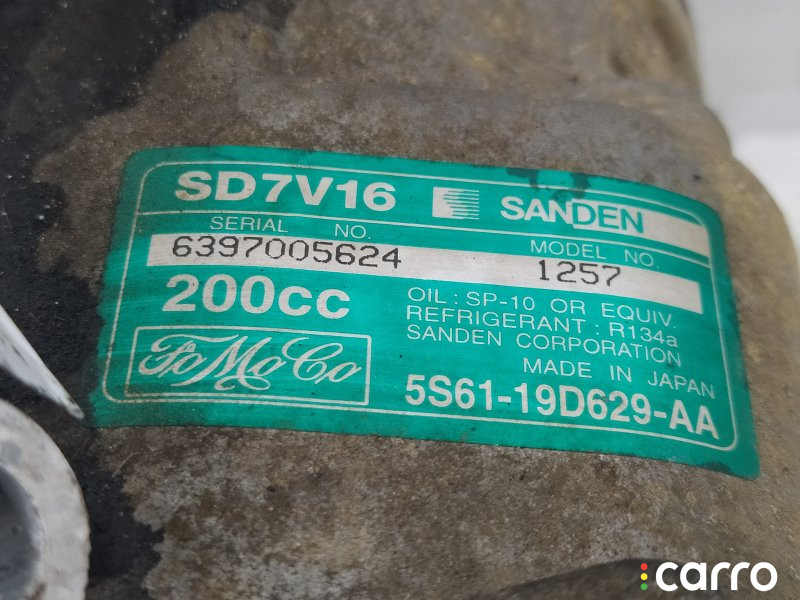 SD7V16 SANDEN
SERIAL NO. MODEL NO.
6397005624 1257
200cc
OIL : SP-10 OR EQUIV.
REFRIGERANT : R134a
SANDEN CORPORATION
MADE IN JAPAN
FoMoCo
5S61-19D629-AA
carro